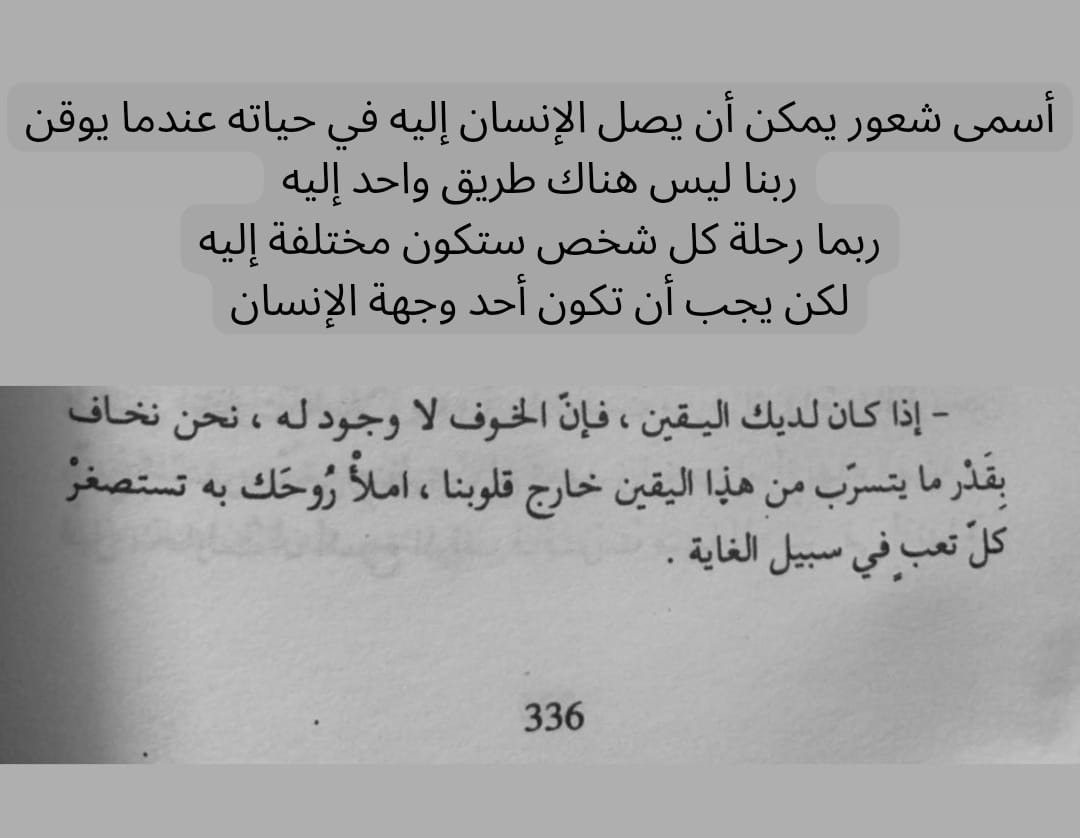 أسمى شعور يمكن أن يصل الإنسان إليه في حياته عندما يوقن
ربنا ليس هناك طريق واحد إليه
ربما رحلة كل شخص ستكون مختلفة إليه
لكن يجب أن تكون أحد وجهة الإنسان
- إذا كان لديك اليقين ، فإنّ الخوف لا وجود له ، نحن نخاف
بِقَدْر ما يتسرّب من هذا اليقين خارج قلوبنا ، املأْ رُوحَك به تستصغرْ
كلّ تعبٍ في سبيل الغاية .
336